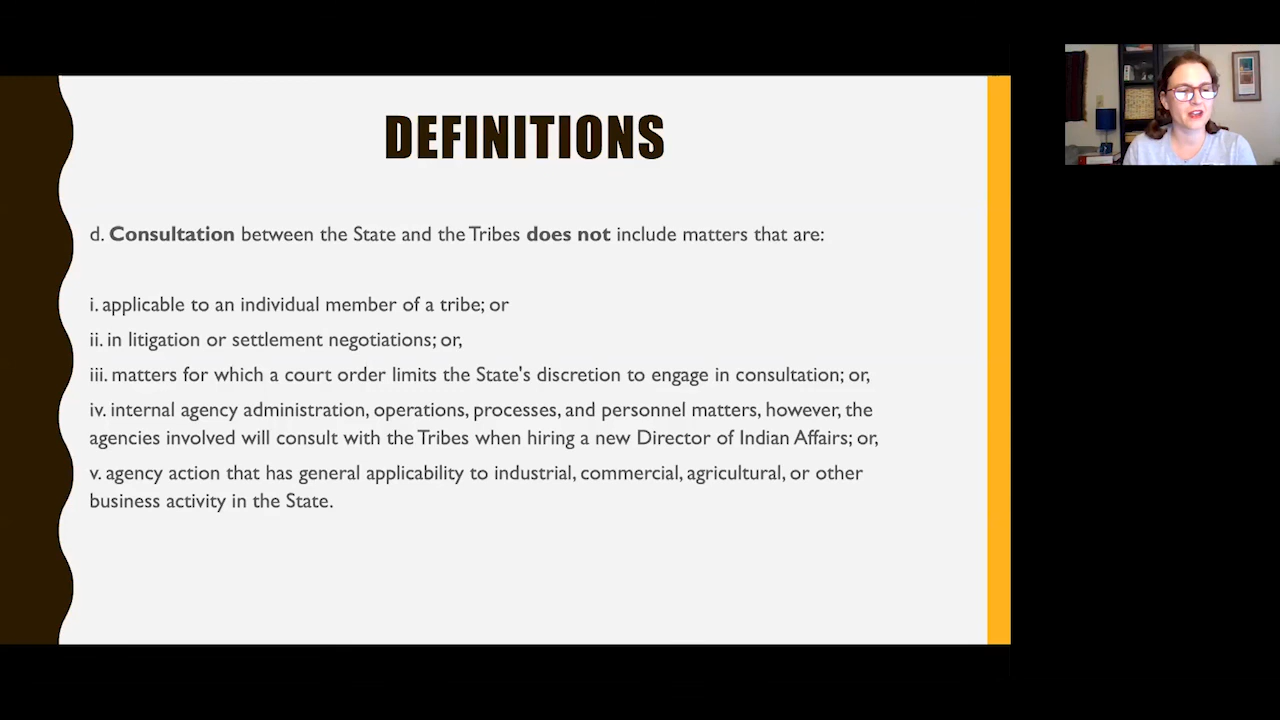 DEFINITIONS
d. Consultation between the State and the Tribes does not include matters that are:
i. applicable to an individual member of a tribe; or
ii. in litigation or settlement negotiations; or,
iii. matters for which a court order limits the State's discretion to engage in consultation; or,
iv. internal agency administration, operations, processes, and personnel matters, however, the
agencies involved will consult with the Tribes when hiring a new Director of Indian Affairs; or,
v. agency action that has general applicability to industrial, commercial, agricultural, or other
business activity in the State.